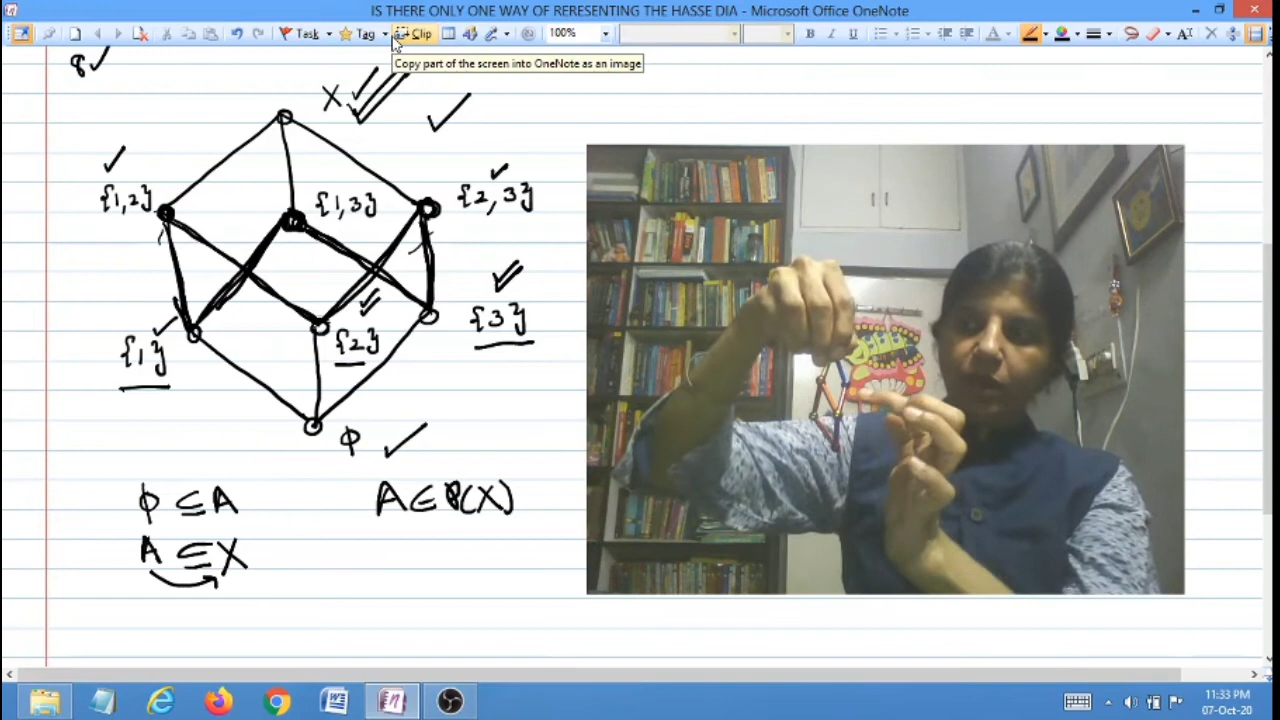 IS THERE ONLY ONE WAY OF RERESENTING THE HASSE DIA - Microsoft Office OneNote
Task Tag Clip 100% B I U
Copy part of the screen into OneNote as an image
8✓
X
{1,2} {1,3} {2,3}
{1} {2} {3}
ϕ
ϕ ⊆ A A ∈ P(X)
A ⊆ X
11:33 PM
07-Oct-20